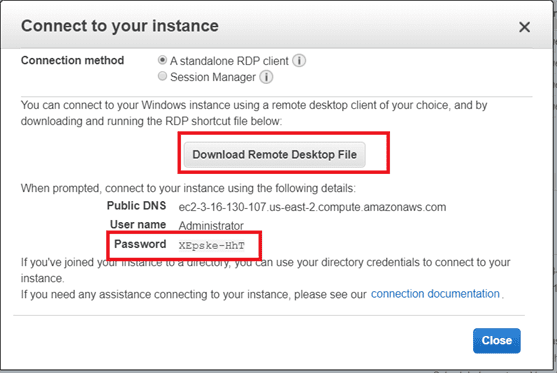 Connect to your instance
Connection method A standalone RDP client
Session Manager
You can connect to your Windows instance using a remote desktop client of your choice, and by
downloading and running the RDP shortcut file below:
Download Remote Desktop File
When prompted, connect to your instance using the following details:
Public DNS ec2-3-16-130-107.us-east-2.compute.amazonaws.com
User name Administrator
Password XEpske-HhT
If you've joined your instance to a directory, you can use your directory credentials to connect to your
instance.
If you need any assistance connecting to your instance, please see our connection documentation.
Close